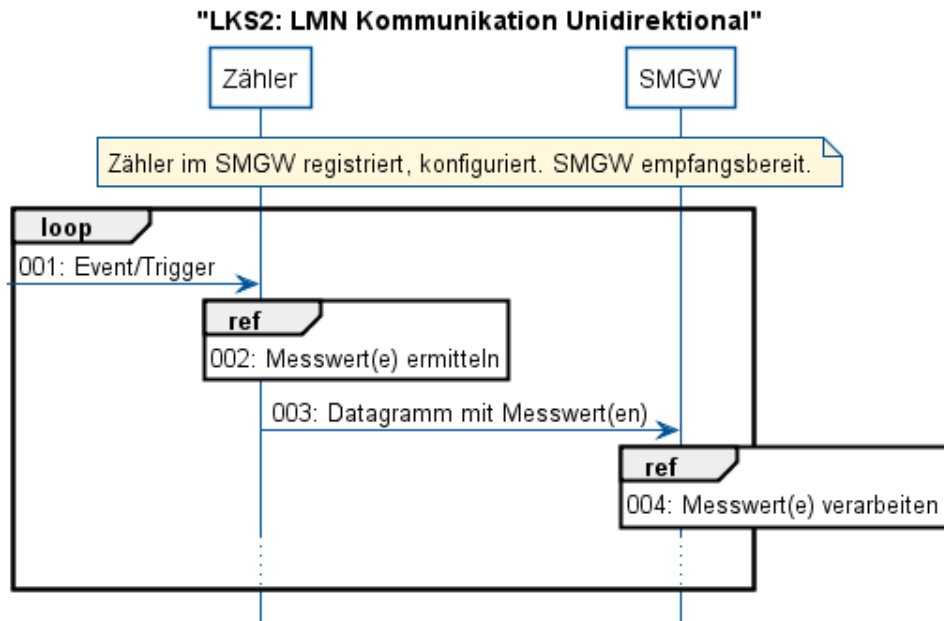 "LKS2: LMN Kommunikation Unidirektional"
Zähler
SMGW
Zähler im SMGW registriert, konfiguriert. SMGW empfangsbereit.
loop
001: Event/Trigger
ref
002: Messwert(e) ermitteln
003: Datagramm mit Messwert(en)
ref
004: Messwert(e) verarbeiten